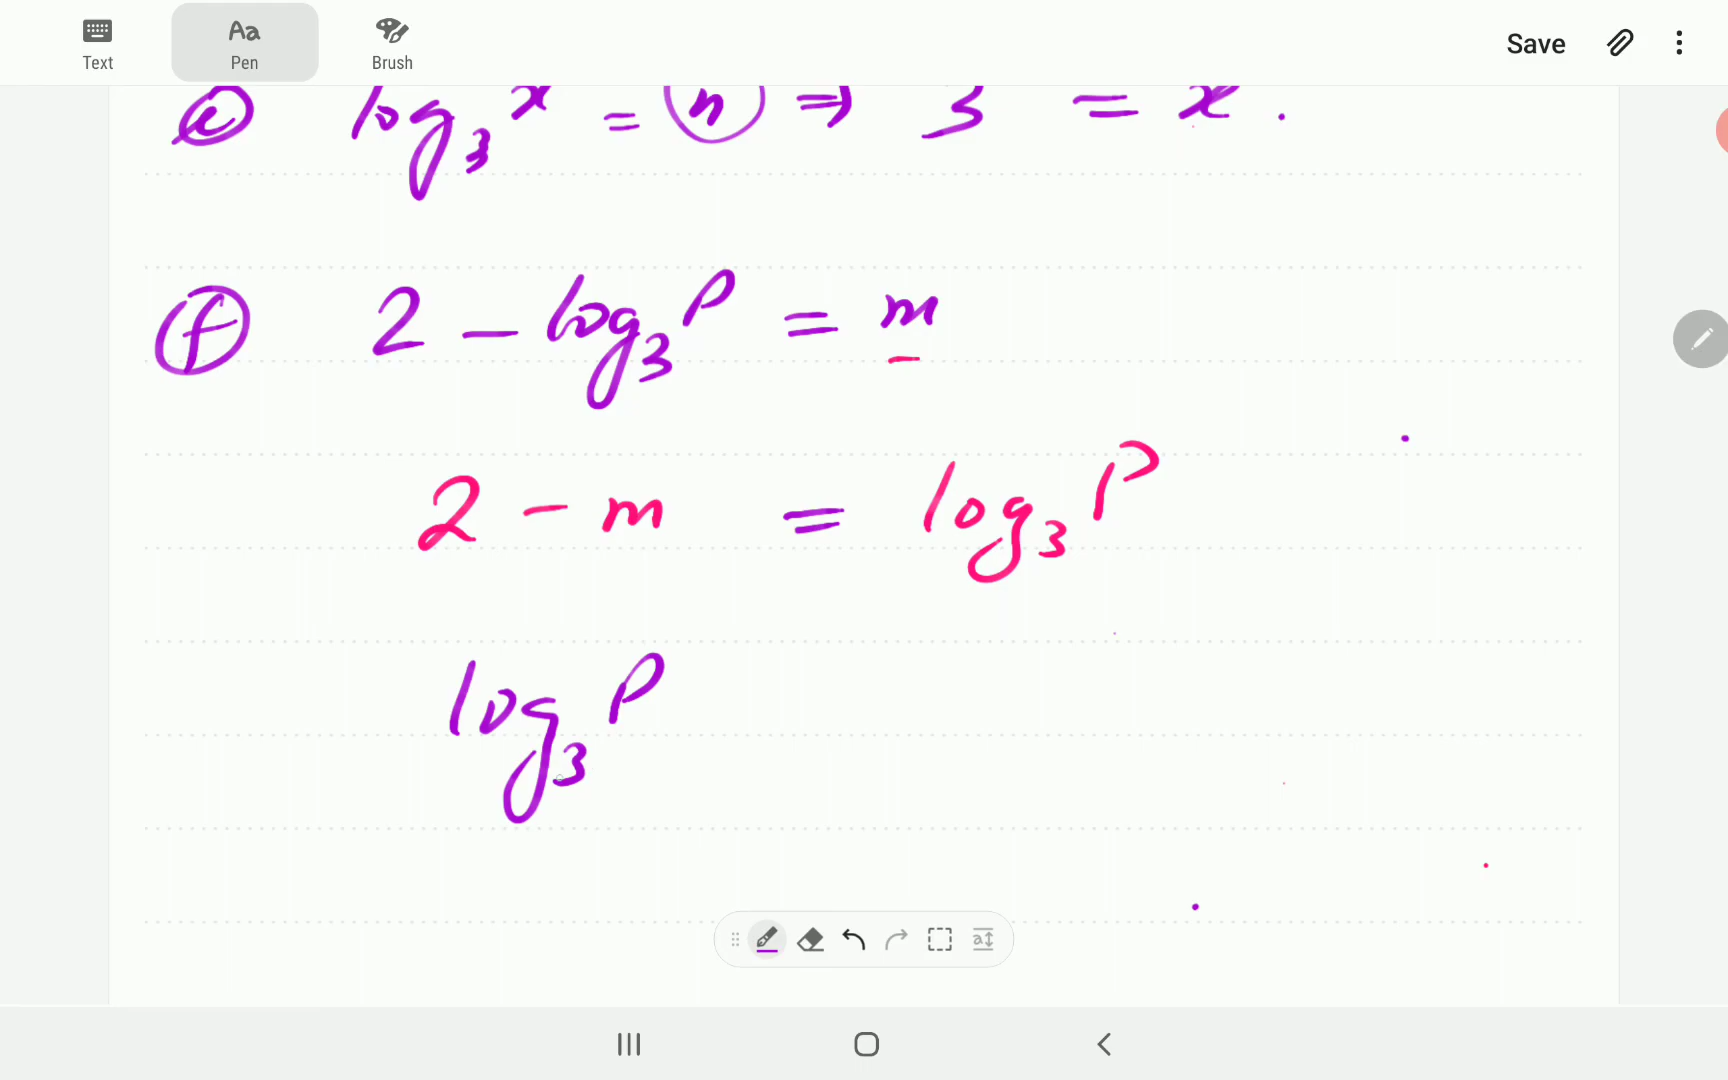 Text Pen Brush Save
ⓔ log₃ x = n ⇒ 3 = x .
ⓕ 2 - log₃ P = m
2 - m = log₃ P
log₃ P